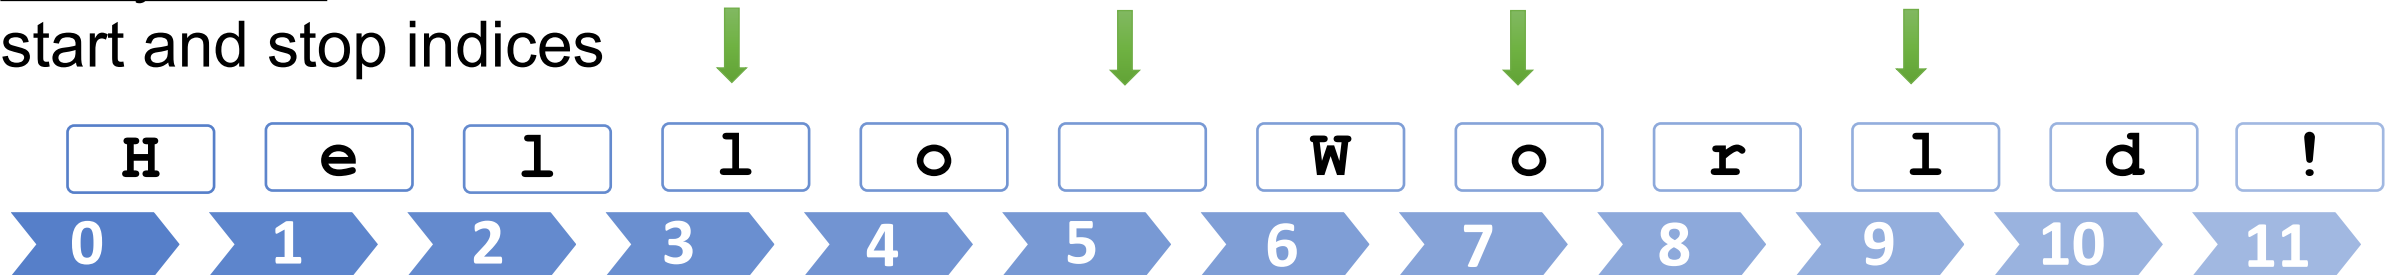 start and stop indices
H e l l o W o r l d !
0 1 2 3 4 5 6 7 8 9 10 11